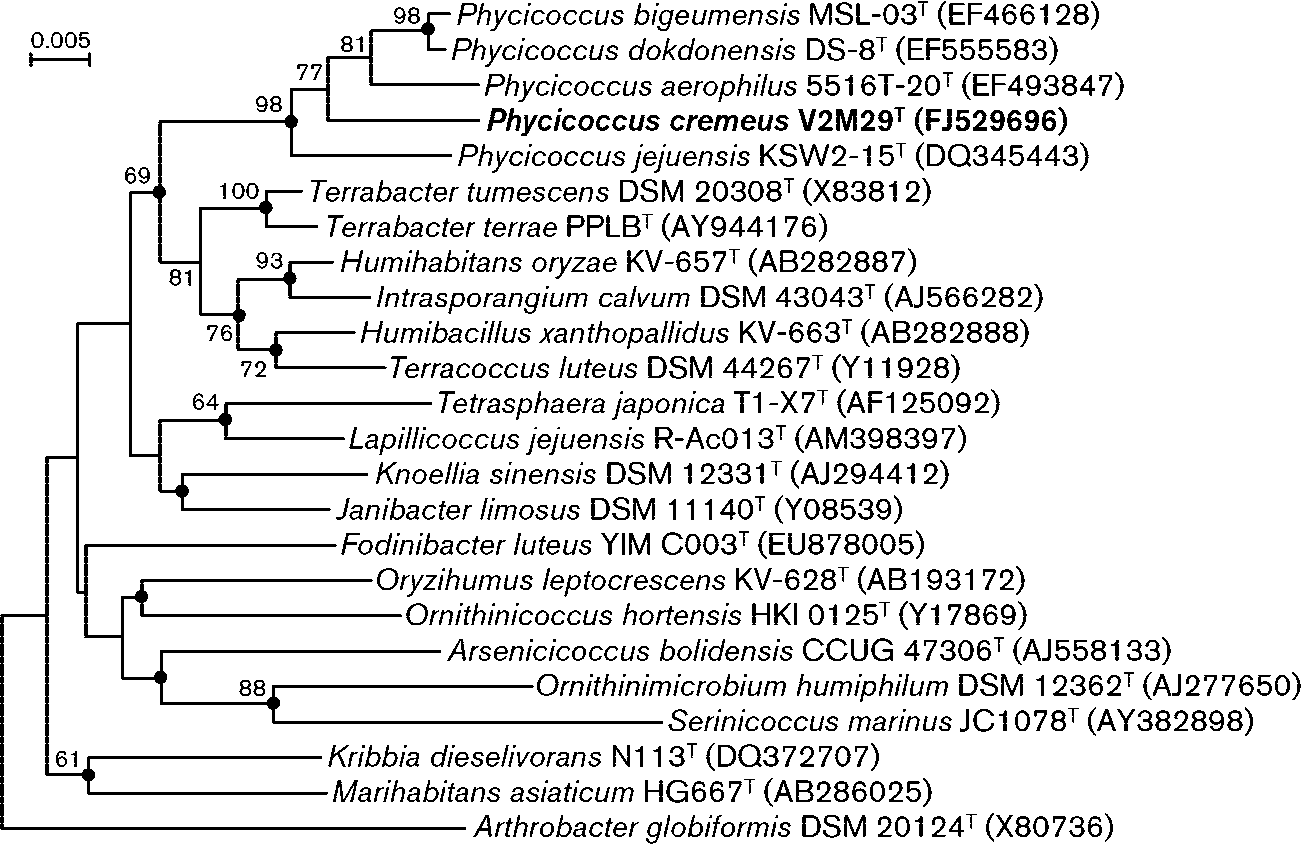 0.005
98
Phycicoccus bigeumensis MSL-03ᵀ (EF466128)
Phycicoccus dokdonensis DS-8ᵀ (EF555583)
81
Phycicoccus aerophilus 5516T-20ᵀ (EF493847)
77
Phycicoccus cremeus V2M29ᵀ (FJ529696)
98
Phycicoccus jejuensis KSW2-15ᵀ (DQ345443)
69
Terrabacter tumescens DSM 20308ᵀ (X83812)
100
Terrabacter terrae PPLBᵀ (AY944176)
81
Humihabitans oryzae KV-657ᵀ (AB282887)
93
Intrasporangium calvum DSM 43043ᵀ (AJ566282)
76
Humibacillus xanthopallidus KV-663ᵀ (AB282888)
72
Terracoccus luteus DSM 44267ᵀ (Y11928)
64
Tetrasphaera japonica T1-X7ᵀ (AF125092)
Lapillicoccus jejuensis R-Ac013ᵀ (AM398397)
Knoellia sinensis DSM 12331ᵀ (AJ294412)
Janibacter limosus DSM 11140ᵀ (Y08539)
Fodinibacter luteus YIM C003ᵀ (EU878005)
Oryzihumus leptocrescens KV-628ᵀ (AB193172)
Ornithinicoccus hortensis HKI 0125ᵀ (Y17869)
Arsenicicoccus bolidensis CCUG 47306ᵀ (AJ558133)
88
Ornithinimicrobium humiphilum DSM 12362ᵀ (AJ277650)
Serinicoccus marinus JC1078ᵀ (AY382898)
61
Kribbia dieselivorans N113ᵀ (DQ372707)
Marihabitans asiaticum HG667ᵀ (AB286025)
Arthrobacter globiformis DSM 20124ᵀ (X80736)